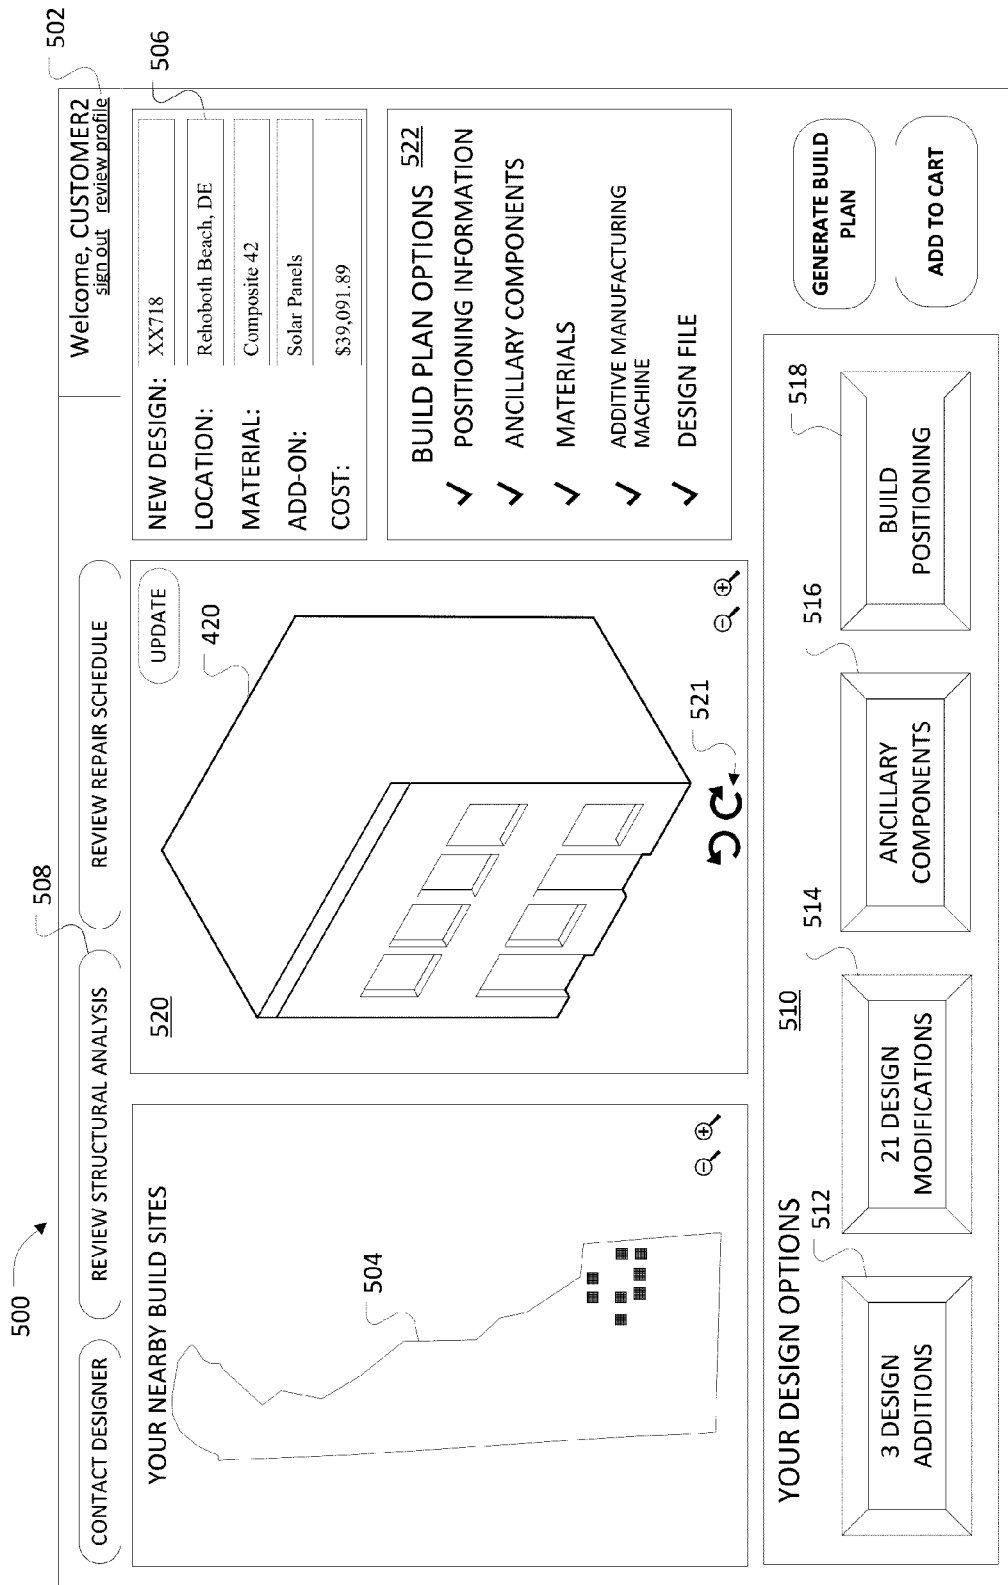 500
508
502
CONTACT DESIGNER
REVIEW STRUCTURAL ANALYSIS
REVIEW REPAIR SCHEDULE
Welcome, CUSTOMER2
sign out review profile
YOUR NEARBY BUILD SITES
504
520
UPDATE
420
521
506
NEW DESIGN: XX718
LOCATION: Rehoboth Beach, DE
MATERIAL: Composite 42
ADD-ON: Solar Panels
COST: $39,091.89
BUILD PLAN OPTIONS 522
POSITIONING INFORMATION
ANCILLARY COMPONENTS
MATERIALS
ADDITIVE MANUFACTURING
MACHINE
DESIGN FILE
YOUR DESIGN OPTIONS
510
512
514
516
518
3 DESIGN
ADDITIONS
21 DESIGN
MODIFICATIONS
ANCILLARY
COMPONENTS
BUILD
POSITIONING
GENERATE BUILD
PLAN
ADD TO CART